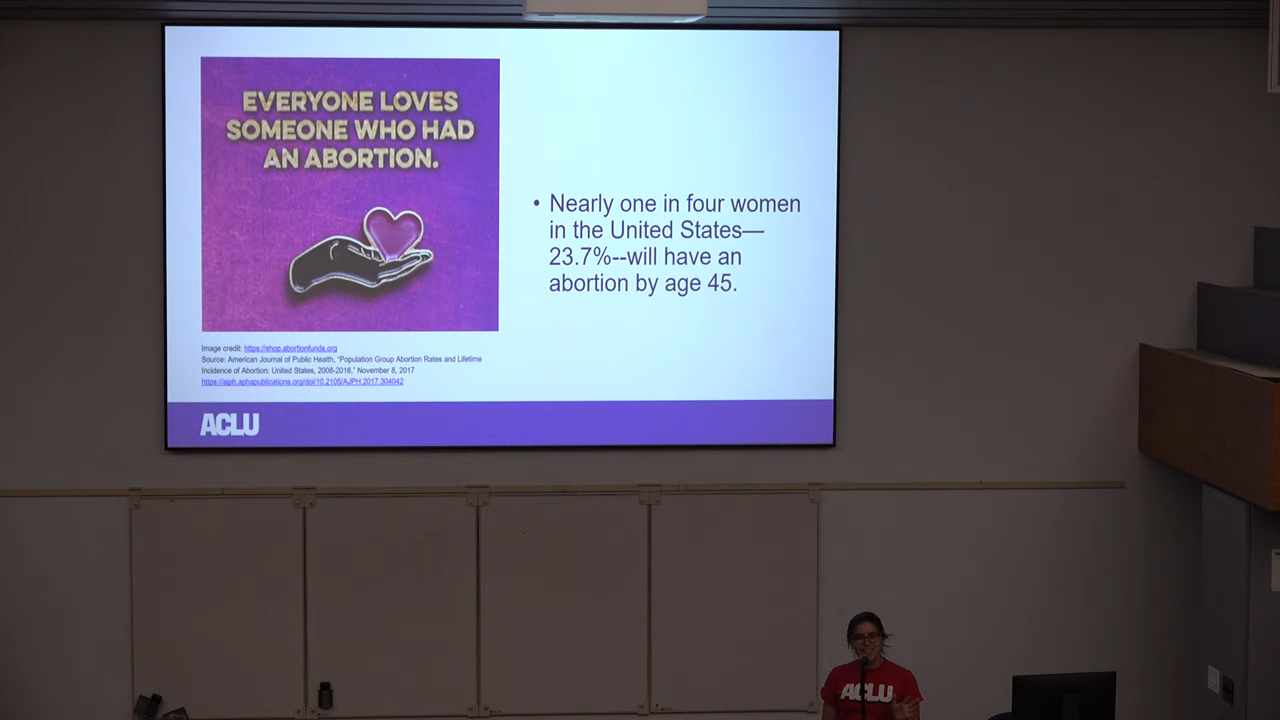 EVERYONE LOVES
SOMEONE WHO HAD
AN ABORTION.
• Nearly one in four women
in the United States—
23.7%--will have an
abortion by age 45.
Image credit: https://shop.abortionfunds.org
Source: American Journal of Public Health, "Population Group Abortion Rates and Lifetime
Incidence of Abortion: United States, 2008-2016," November 8, 2017
https://ajph.aphapublications.org/doi/10.2105/AJPH.2017.304042
ACLU
ACLU